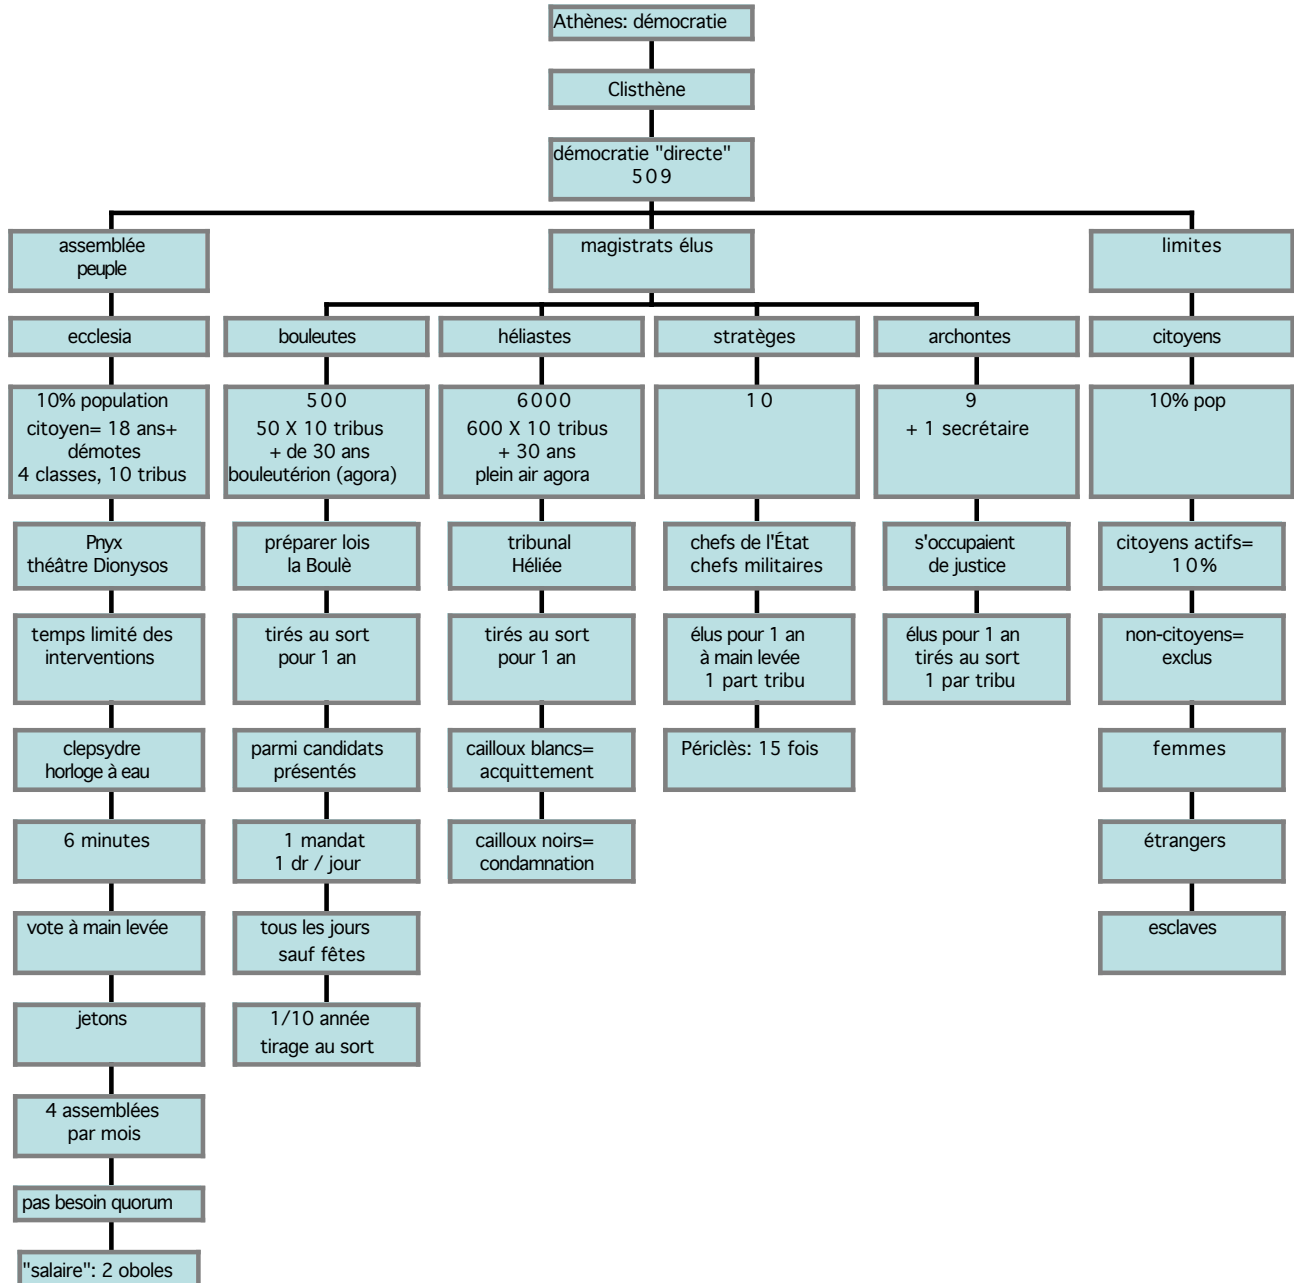 Athènes: démocratie
Clisthène
démocratie "directe"
509
assemblée
peuple
magistrats élus
limites
ecclesia
bouleutes
héliastes
stratèges
archontes
citoyens
10% population
citoyen= 18 ans+
démotes
4 classes, 10 tribus
500
50 X 10 tribus
+ de 30 ans
bouleutérion (agora)
6000
600 X 10 tribus
+ 30 ans
plein air agora
10
9
+ 1 secrétaire
10% pop
Pnyx
théâtre Dionysos
préparer lois
la Boulè
tribunal
Héliée
chefs de l'État
chefs militaires
s'occupaient
de justice
citoyens actifs=
10%
temps limité des
interventions
tirés au sort
pour 1 an
tirés au sort
pour 1 an
élus pour 1 an
à main levée
1 part tribu
élus pour 1 an
tirés au sort
1 par tribu
non-citoyens=
exclus
clepsydre
horloge à eau
parmi candidats
présentés
cailloux blancs=
acquittement
Périclès: 15 fois
femmes
6 minutes
1 mandat
1 dr / jour
cailloux noirs=
condamnation
étrangers
vote à main levée
tous les jours
sauf fêtes
esclaves
jetons
1/10 année
tirage au sort
4 assemblées
par mois
pas besoin quorum
"salaire": 2 oboles